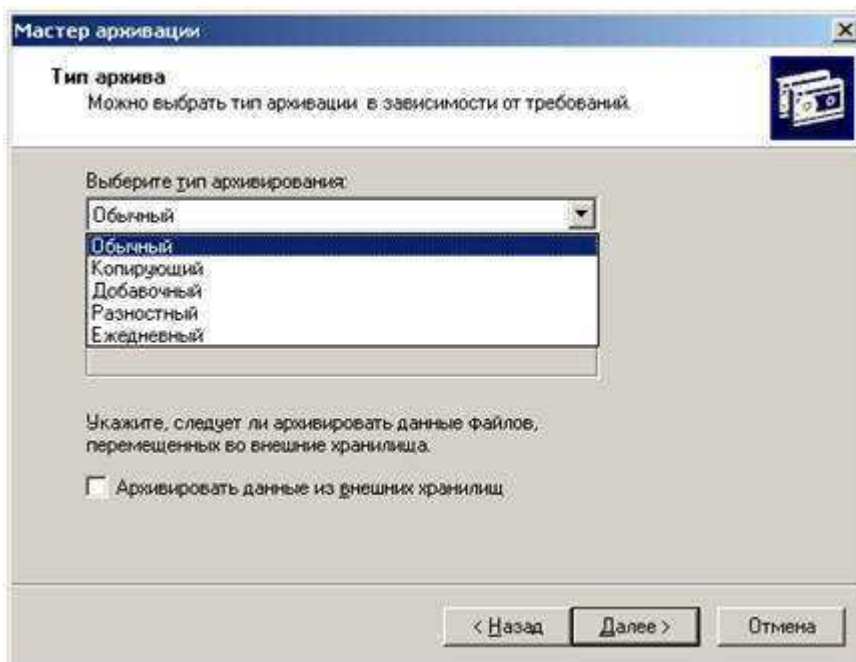 Мастер архивации
Тип архива
Можно выбрать тип архивации в зависимости от требований.
Выберите тип архивирования:
Обычный
Обычный
Копирующий
Добавочный
Разностный
Ежедневный
Укажите, следует ли архивировать данные файлов,
перемещенных во внешние хранилища.
Архивировать данные из внешних хранилищ
< Назад
Далее >
Отмена